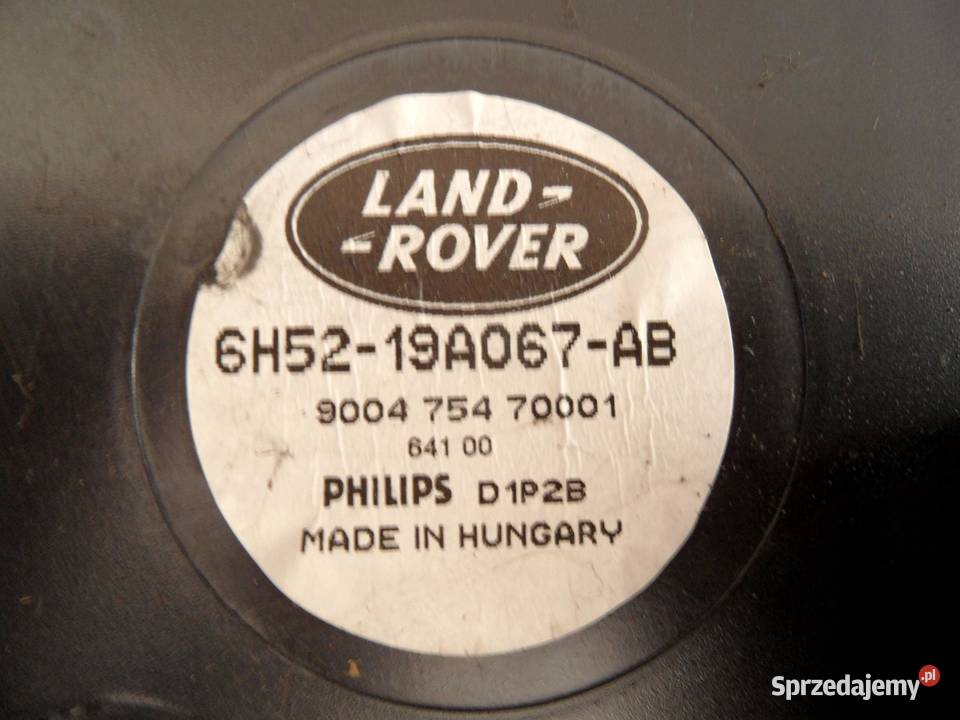 LAND
ROVER
6H52-19A067-AB
9004 754 70001
641 00
PHILIPS D1P2B
MADE IN HUNGARY
Sprzedajemy.pl